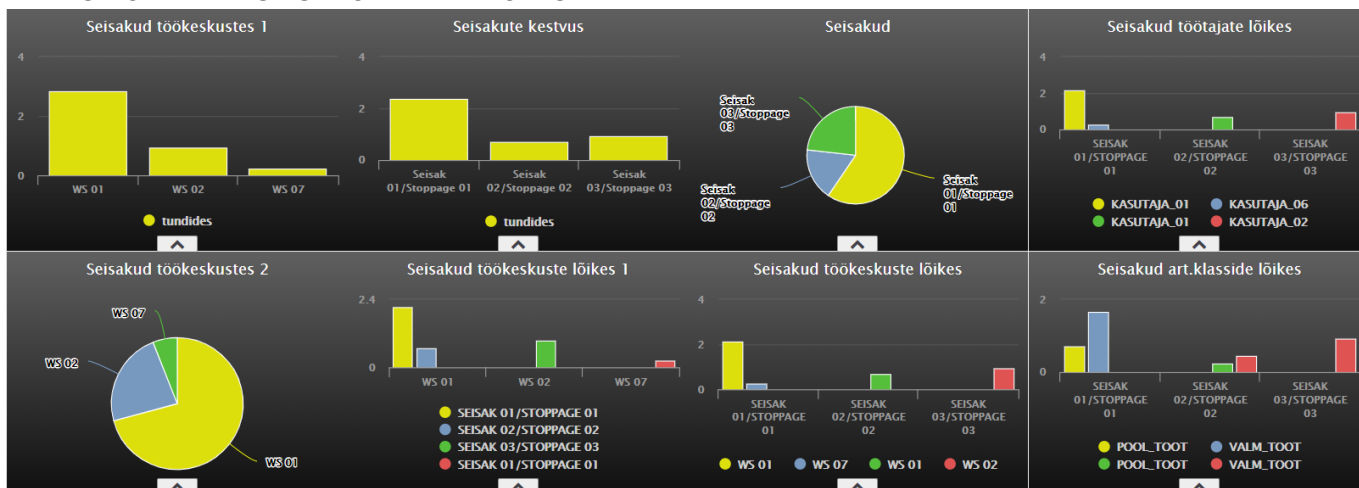 Seisakud töökeskustes 1
4
2
0
WS 01 WS 02 WS 07
tundides
Seisakute kestvus
4
2
0
Seisak
01/Stoppage 01
Seisak
02/Stoppage 02
Seisak
03/Stoppage 03
tundides
Seisakud
Seisak
03/Stoppage
03
Seisak
02/Stoppage
02
Seisak
01/Stoppage
01
Seisakud töötajate lõikes
4
2
0
SEISAK
01/STOPPAGE
01
SEISAK
02/STOPPAGE
02
SEISAK
03/STOPPAGE
03
KASUTAJA_01 KASUTAJA_06
KASUTAJA_01 KASUTAJA_02
Seisakud töökeskustes 2
WS 07
WS 02
WS 01
Seisakud töökeskuste lõikes 1
2.4
0
WS 01 WS 02 WS 07
SEISAK 01/STOPPAGE 01
SEISAK 02/STOPPAGE 02
SEISAK 03/STOPPAGE 03
SEISAK 01/STOPPAGE 01
Seisakud töökeskuste lõikes
4
2
0
SEISAK
01/STOPPAGE
01
SEISAK
02/STOPPAGE
02
SEISAK
03/STOPPAGE
03
WS 01 WS 07 WS 01 WS 02
Seisakud art.klasside lõikes
2
0
SEISAK
01/STOPPAGE
01
SEISAK
02/STOPPAGE
02
SEISAK
03/STOPPAGE
03
POOL_TOOT VALM_TOOT
POOL_TOOT VALM_TOOT